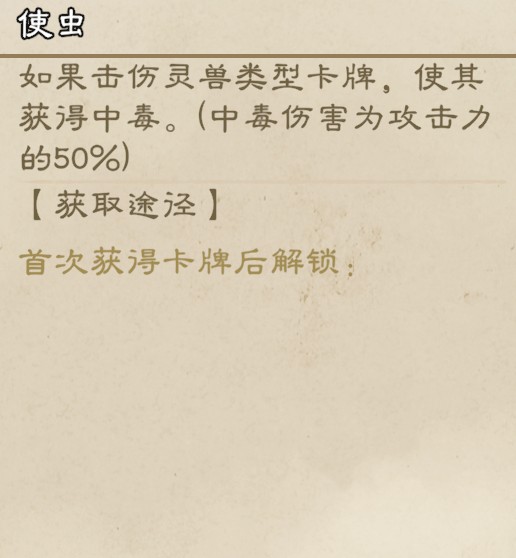 使虫
如果击伤灵兽类型卡牌，使其
获得中毒。(中毒伤害为攻击力
的50%)
【获取途径】
首次获得卡牌后解锁：